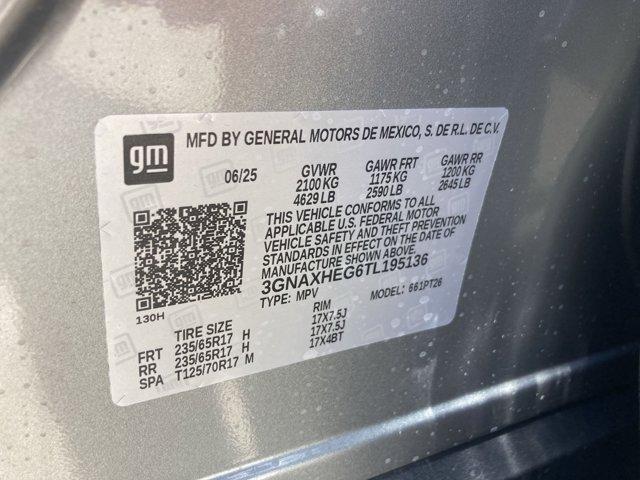 gm
MFD BY GENERAL MOTORS DE MEXICO, S. DE R.L. DE C.V.
06/25
GVWR
2100 KG
4629 LB
GAWR FRT
1175 KG
2590 LB
GAWR RR
1200 KG
2645 LB
THIS VEHICLE CONFORMS TO ALL
APPLICABLE U.S. FEDERAL MOTOR
VEHICLE SAFETY AND THEFT PREVENTION
STANDARDS IN EFFECT ON THE DATE OF
MANUFACTURE SHOWN ABOVE.
3GNAXHEG6TL195136
TYPE: MPV
MODEL: 661PT26
130H
TIRE SIZE
RIM
FRT 235/65R17 H 17X7.5J
RR 235/65R17 H 17X7.5J
SPA T125/70R17 M 17X4BT